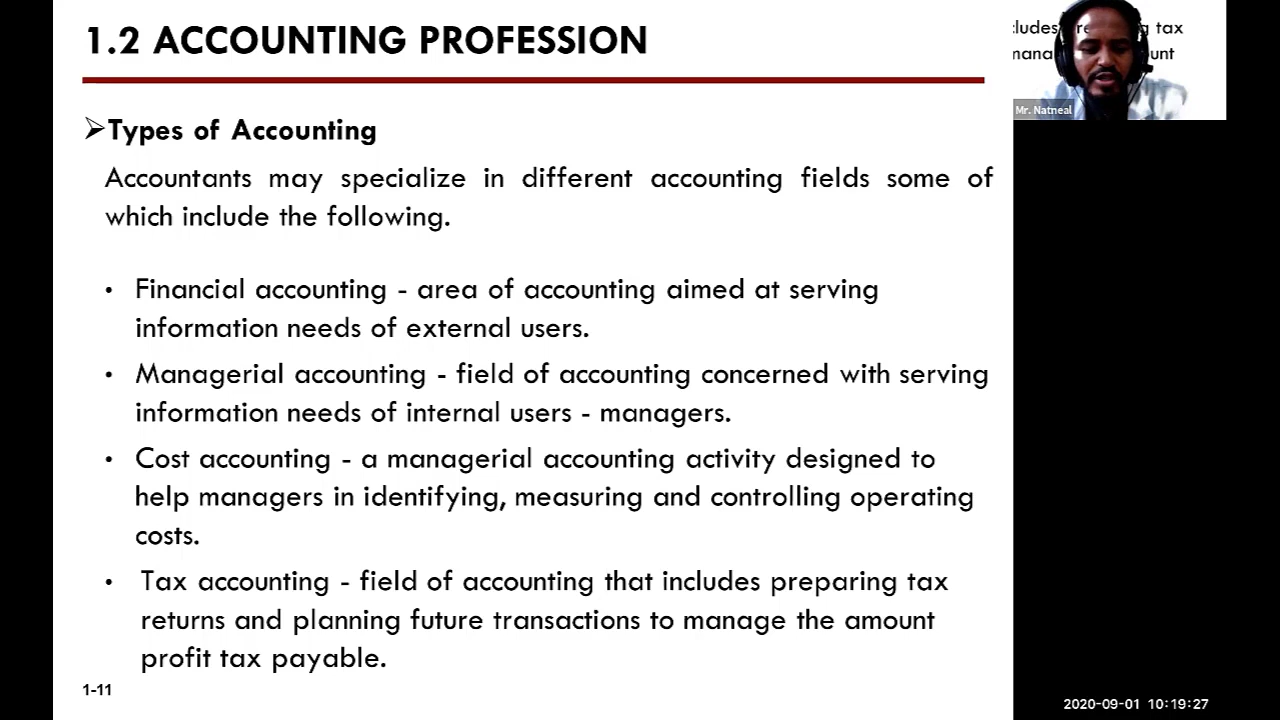 1.2 ACCOUNTING PROFESSION
➢Types of Accounting
Accountants may specialize in different accounting fields some of
which include the following.
• Financial accounting - area of accounting aimed at serving
information needs of external users.
• Managerial accounting - field of accounting concerned with serving
information needs of internal users - managers.
• Cost accounting - a managerial accounting activity designed to
help managers in identifying, measuring and controlling operating
costs.
• Tax accounting - field of accounting that includes preparing tax
returns and planning future transactions to manage the amount
profit tax payable.
1-11
tax
Mr. Natneal
2020-09-01 10:19:27